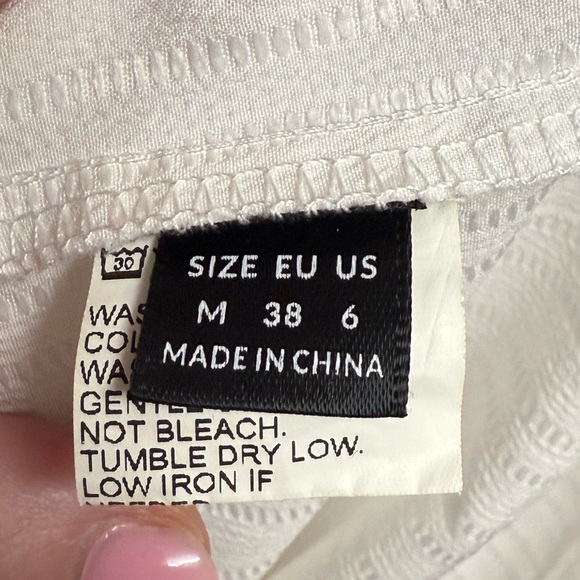 30
SIZE EU US
M 38 6
MADE IN CHINA
NOT BLEACH.
TUMBLE DRY LOW.
LOW IRON IF